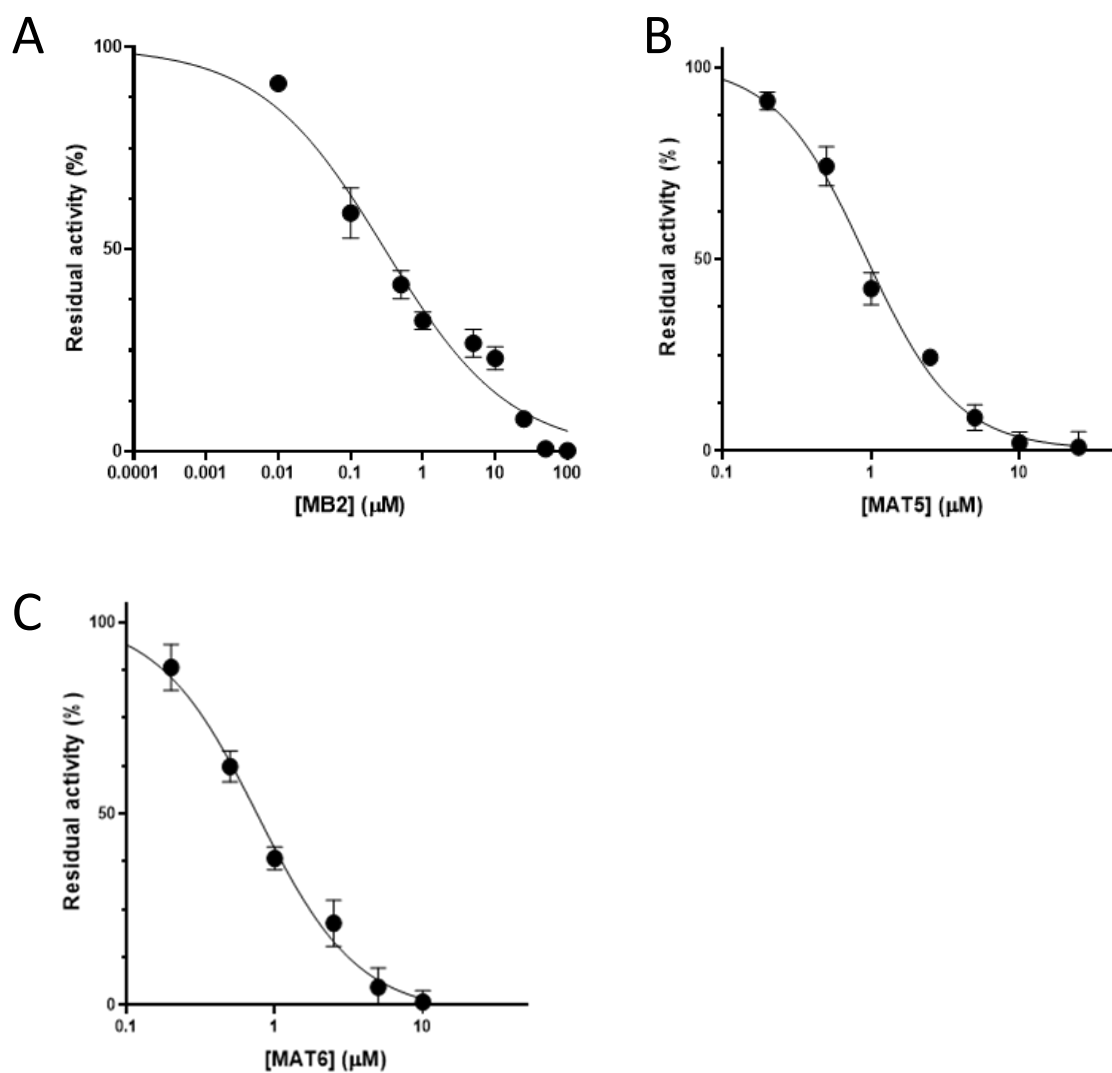 A
100
50
0
Residual activity (%)
0.0001 0.001 0.01 0.1 1 10 100
[MB2] (μM)
B
100
50
0
Residual activity (% )
0.1 1 10
[MAT5] (μM)
C
100
50
0
Residual activity (% )
0.1 1 10
[MAT6] (μM)